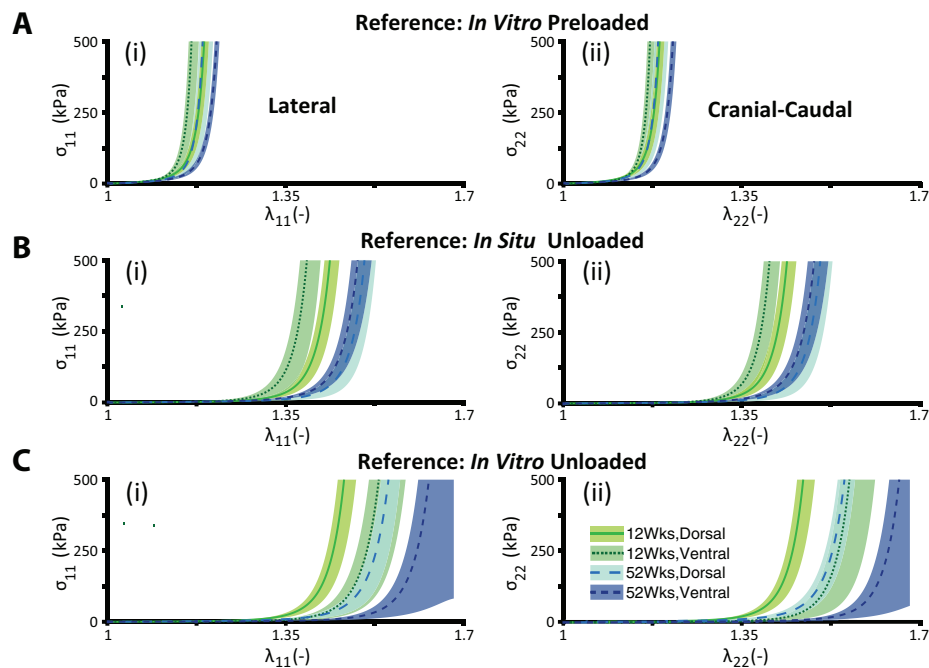 A
Reference: In Vitro Preloaded
(i)
500
250
0
σ11 (kPa)
Lateral
1
1.35
1.7
λ11(-)
(ii)
500
250
0
σ22 (kPa)
Cranial-Caudal
1
1.35
1.7
λ22(-)
B
Reference: In Situ Unloaded
(i)
500
250
0
σ11 (kPa)
1
1.35
1.7
λ11(-)
(ii)
500
250
0
σ22 (kPa)
1
1.35
1.7
λ22(-)
C
Reference: In Vitro Unloaded
(i)
500
250
0
σ11 (kPa)
1
1.35
1.7
λ11(-)
(ii)
500
250
0
σ22 (kPa)
12Wks,Dorsal
12Wks,Ventral
52Wks,Dorsal
52Wks,Ventral
1
1.35
1.7
λ22(-)